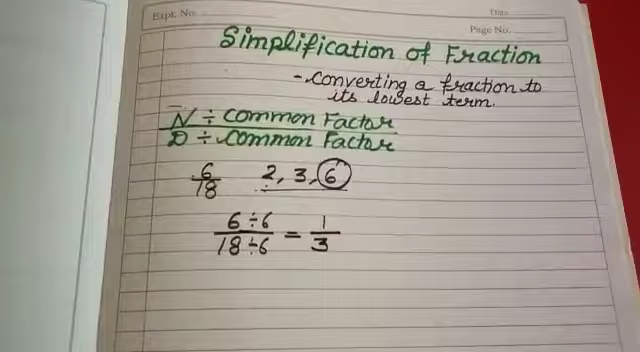 Expt. No.
Date
Page No.
Simplification of Fraction
- Converting a fraction to
its lowest term.
N ÷ Common Factor
D ÷ Common Factor
6/18 2, 3, 6
6 ÷ 6 / 18 ÷ 6 = 1/3